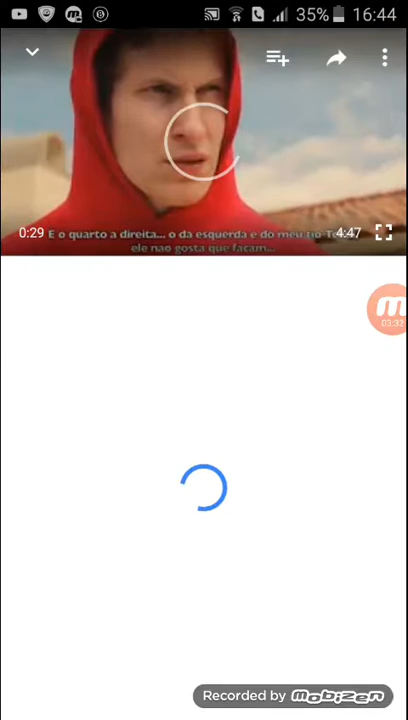 35% 16:44
0:29
E o quarto a direita... o da esquerda e do meu tio
4:47
ele nao gosta que facam...
03:32
Recorded by mobizen